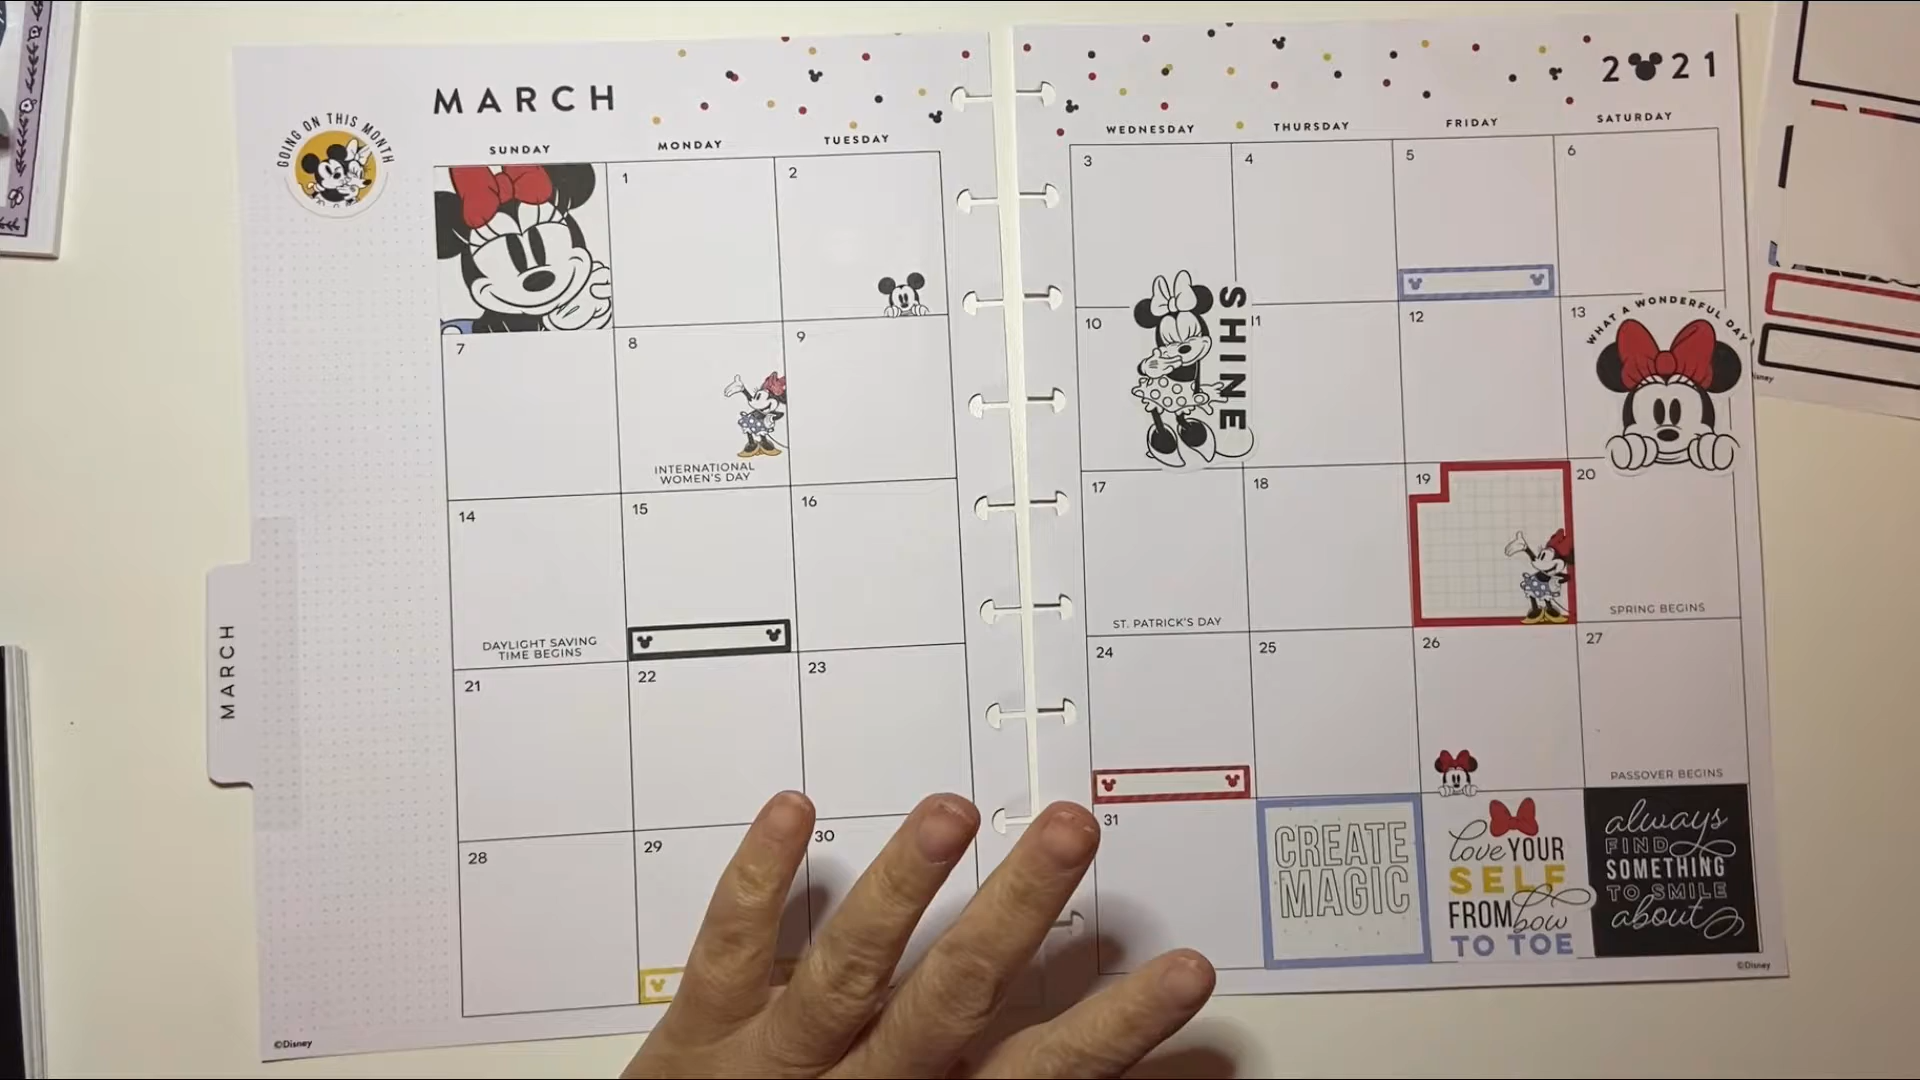 MARCH
2021
GOING ON THIS MONTH
SUNDAY MONDAY TUESDAY WEDNESDAY THURSDAY FRIDAY SATURDAY
1 2 3 4 5 6
7 8 9 10 11 12 13
SHINE
WHAT A WONDERFUL DAY
INTERNATIONAL
WOMEN'S DAY
14 15 16 17 18 19 20
DAYLIGHT SAVING
TIME BEGINS
ST. PATRICK'S DAY
SPRING BEGINS
MARCH
21 22 23 24 25 26 27
PASSOVER BEGINS
28 29 30 31
CREATE
MAGIC
love YOUR
SELF
FROM bow
TO TOE
always
FIND
SOMETHING
TO SMILE
about
©Disney
©Disney